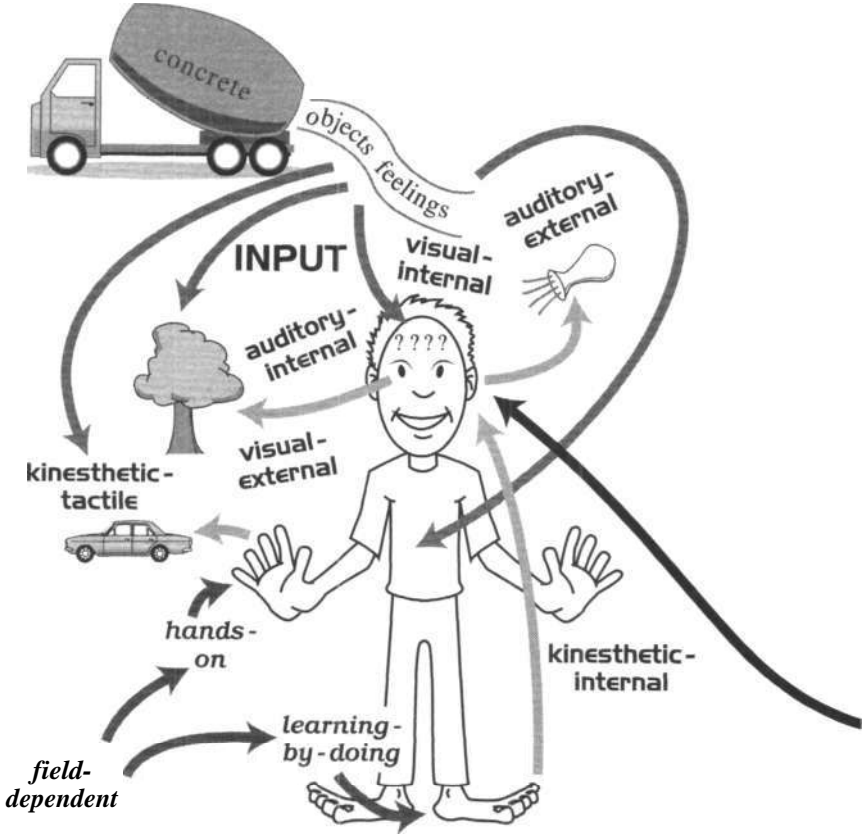 concrete
objects feelings
auditory-
external
INPUT
visual-
internal
? ? ? ?
auditory-
internal
visual-
external
kinesthetic-
tactile
hands-
on
kinesthetic-
internal
learning-
by-doing
field-
dependent